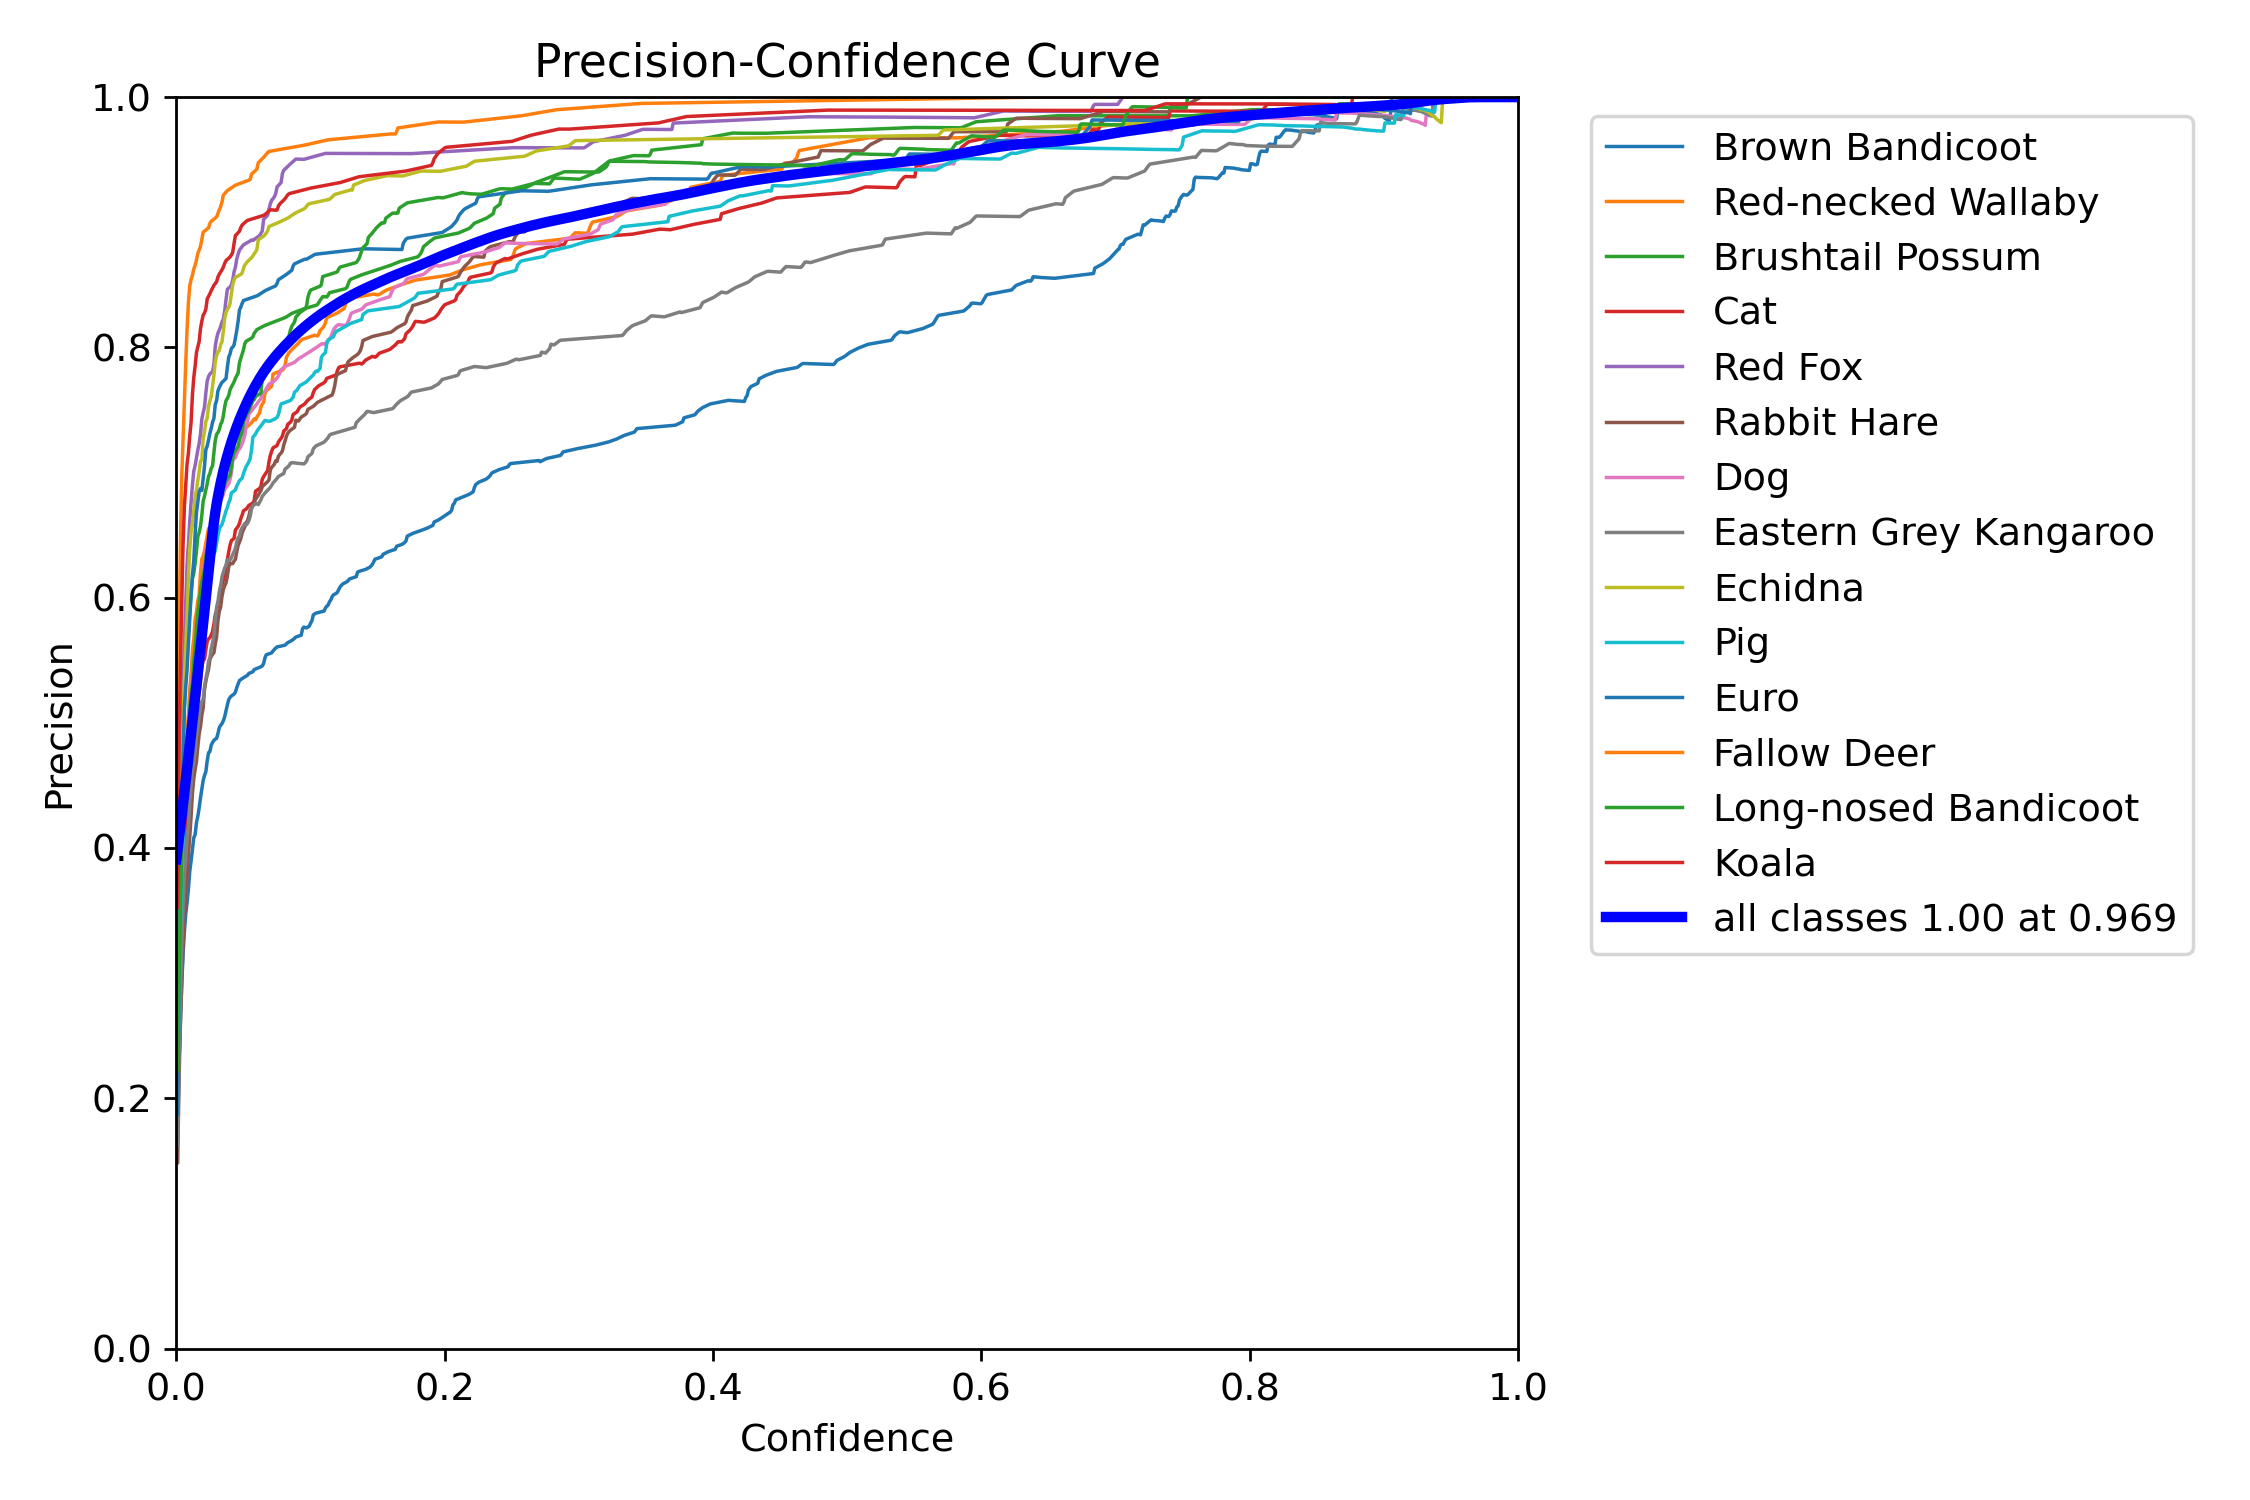 Precision-Confidence Curve
1.0
0.8
0.6
0.4
0.2
0.0
Precision
0.0 0.2 0.4 0.6 0.8 1.0
Confidence
Brown Bandicoot
Red-necked Wallaby
Brushtail Possum
Cat
Red Fox
Rabbit Hare
Dog
Eastern Grey Kangaroo
Echidna
Pig
Euro
Fallow Deer
Long-nosed Bandicoot
Koala
all classes 1.00 at 0.969